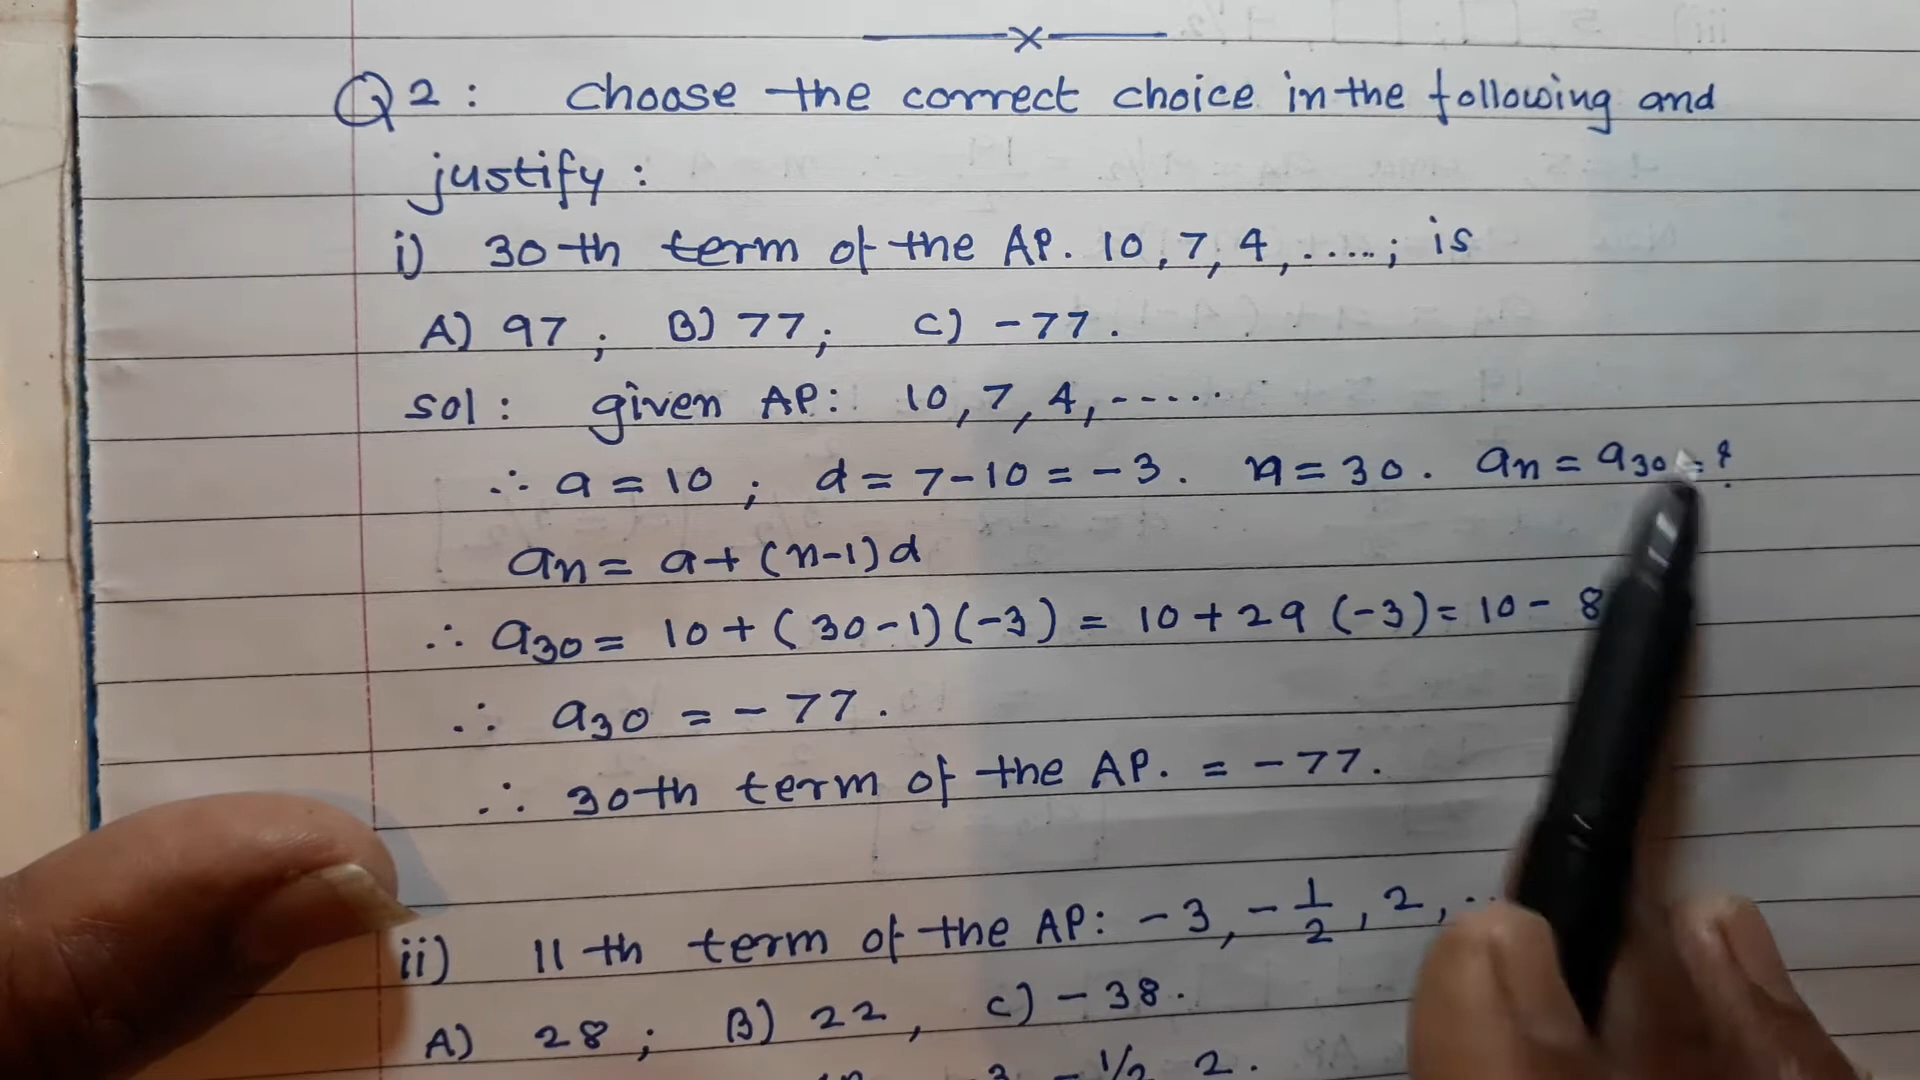 Q2: choose the correct choice in the following and
justify:
i) 30th term of the AP. 10, 7, 4, .....; is
A) 97; B) 77; C) -77.
sol: given AP: 10, 7, 4, -----
∴ a = 10; d = 7-10 = -3. n = 30. an = a30 = ?
an = a+(n-1)d
∴ a30 = 10+(30-1)(-3) = 10+29(-3) = 10- 8
∴ a30 = -77.
∴ 30th term of the AP. = -77.
ii) 11th term of the AP: -3, -1/2, 2, ..
A) 28; B) 22, C) -38.
-1/2 2.